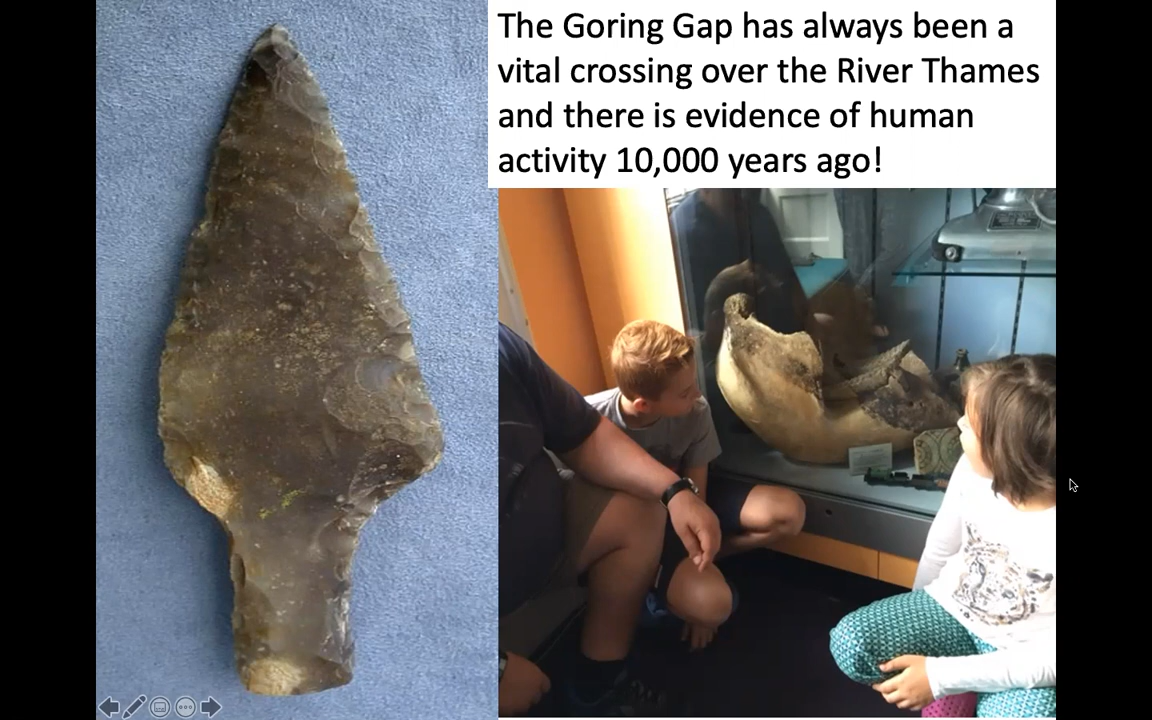 The Goring Gap has always been a
vital crossing over the River Thames
and there is evidence of human
activity 10,000 years ago!